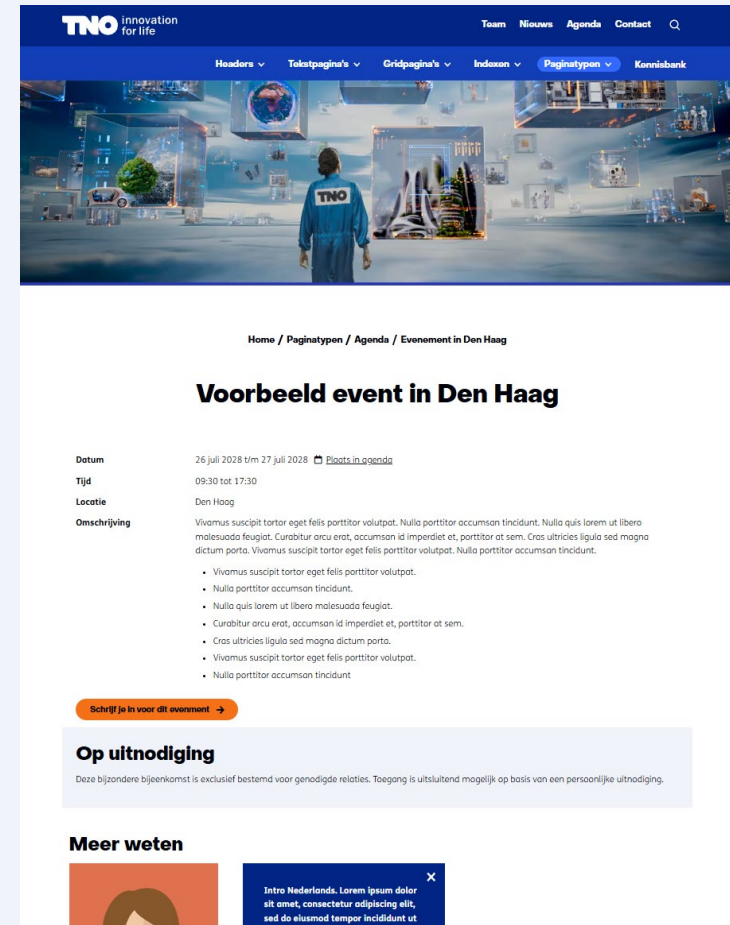 TNO innovation
for life
Team Nieuws Agenda Contact
Headers Tekstpagina's Gridpagina's Indexen Paginatypen Kennisbank
TNO
Home / Paginatypen / Agenda / Evenement in Den Haag
Voorbeeld event in Den Haag
Datum 26 juli 2028 t/m 27 juli 2028 Plaats in agenda
Tijd 09:30 tot 17:30
Locatie Den Haag
Omschrijving Vivamus suscipit tortor eget felis porttitor volutpat. Nulla porttitor accumsan tincidunt. Nulla quis lorem ut libero
malesuada feugiat. Curabitur arcu erat, accumsan id imperdiet et, porttitor at sem. Cras ultricies ligula sed magna
dictum porta. Vivamus suscipit tortor eget felis porttitor volutpat. Nulla porttitor accumsan tincidunt.
• Vivamus suscipit tortor eget felis porttitor volutpat.
• Nulla porttitor accumsan tincidunt.
• Nulla quis lorem ut libero malesuada feugiat.
• Curabitur arcu erat, accumsan id imperdiet et, porttitor at sem.
• Cras ultricies ligula sed magna dictum porta.
• Vivamus suscipit tortor eget felis porttitor volutpat.
• Nulla porttitor accumsan tincidunt
Schrijf je in voor dit evenment →
Op uitnodiging
Deze bijzondere bijeenkomst is exclusief bestemd voor genodigde relaties. Toegang is uitsluitend mogelijk op basis van een persoonlijke uitnodiging.
Meer weten
Intro Nederlands. Lorem ipsum dolor
sit amet, consectetur adipiscing elit,
sed do eiusmod tempor incididunt ut